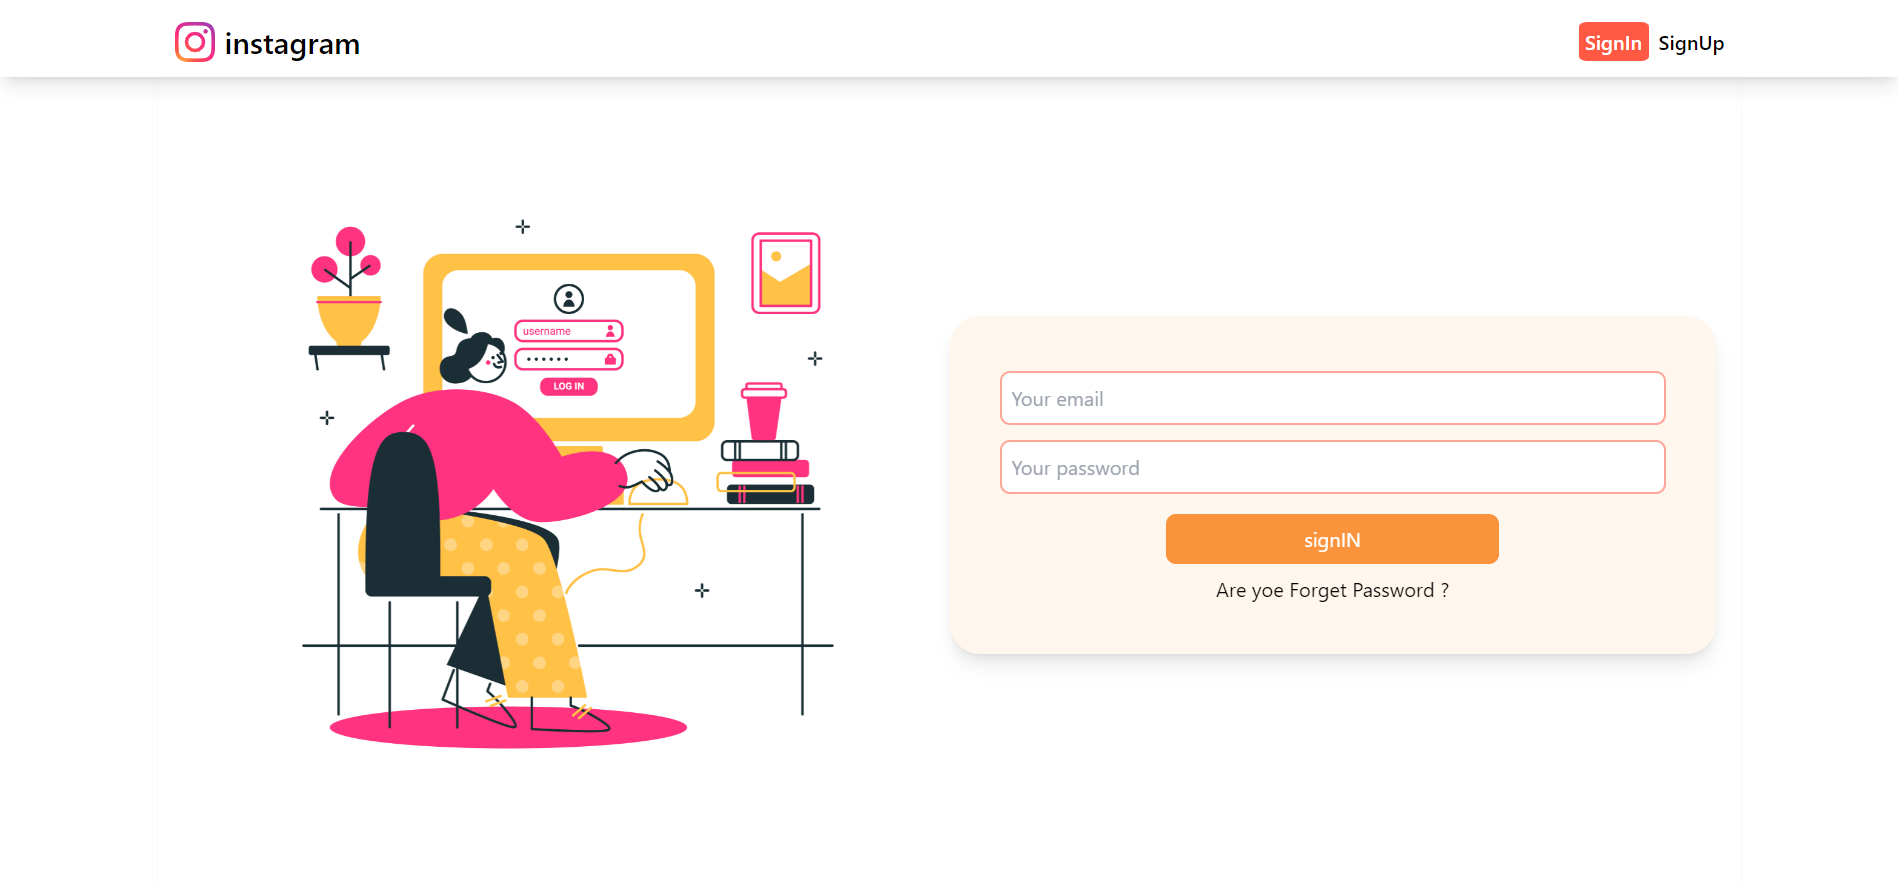 instagram
SignIn SignUp
username
••••••
LOG IN
Your email
Your password
signIN
Are yoe Forget Password ?